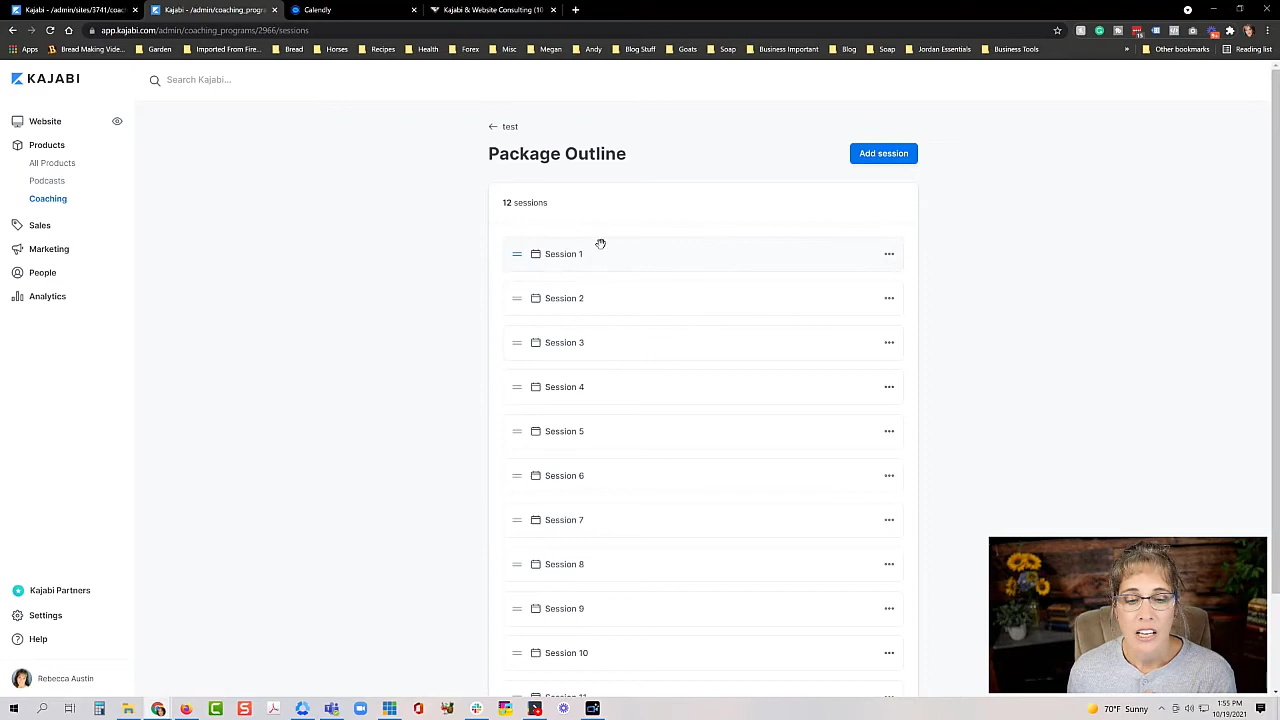 Kajabi - /admin/sites/3741/coac
Kajabi - /admin/coaching_progra
Calendly
Kajabi & Website Consulting (10
app.kajabi.com/admin/coaching_programs/2966/sessions
Apps
Bread Making Vide...
Garden
Imported From Fire...
Bread
Horses
Recipes
Health
Forex
Misc
Megan
Andy
Blog Stuff
Goats
Soap
Business Important
Blog
Soap
Jordan Essentials
Business Tools
»
Other bookmarks
Reading list
KAJABI
Search Kajabi...
Website
Products
All Products
Podcasts
Coaching
Sales
Marketing
People
Analytics
Kajabi Partners
Settings
Help
Rebecca Austin
← test
Package Outline
Add session
12 sessions
Session 1
Session 2
Session 3
Session 4
Session 5
Session 6
Session 7
Session 8
Session 9
Session 10
70°F Sunny
1:55 PM
10/19/2021